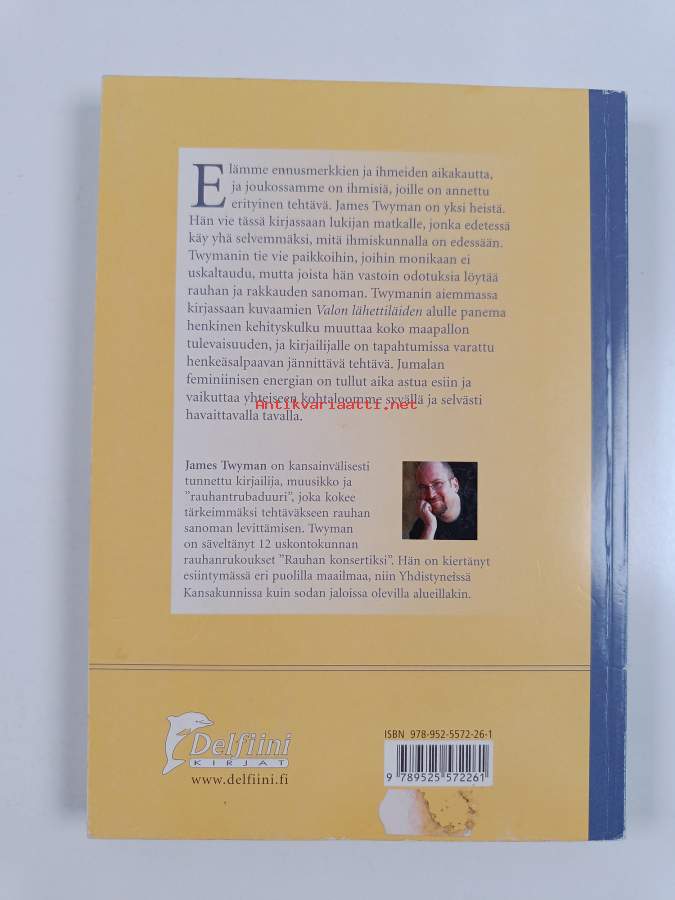 Elämme ennusmerkkien ja ihmeiden aikakautta,
ja joukossamme on ihmisiä, joille on annettu
erityinen tehtävä. James Twyman on yksi heistä.
Hän vie tässä kirjassaan lukijan matkalle, jonka edetessä
käy yhä selvemmäksi, mitä ihmiskunnalla on edessään.
Twymanin tie vie paikkoihin, joihin monikaan ei
uskaltaudu, mutta joista hän vastoin odotuksia löytää
rauhan ja rakkauden sanoman. Twymanin aiemmassa
kirjassaan kuvaamien Valon lähettiläiden alulle panema
henkinen kehityskulku muuttaa koko maapallon
tulevaisuuden, ja kirjailijalle on tapahtumissa varattu
henkeäsalpaavan jännittävä tehtävä. Jumalan
feminiinisen energian on tullut aika astua esiin ja
vaikuttaa yhteiseen kohtaloomme syvällä ja selvästi
Antikvariaatti.net
havaittavalla tavalla.
James Twyman on kansainvälisesti
tunnettu kirjailija, muusikko ja
"rauhantrubaduuri", joka kokee
tärkeimmäksi tehtäväkseen rauhan
sanoman levittämisen. Twyman
on säveltänyt 12 uskontokunnan
rauhanrukoukset "Rauhan konsertiksi". Hän on kiertänyt
esiintymässä eri puolilla maailmaa, niin Yhdistyneissä
Kansakunnissa kuin sodan jaloissa olevilla alueillakin.
Delfiini
KIRJAT
www.delfiini.fi
ISBN 978-952-5572-26-1
9 789525 572261